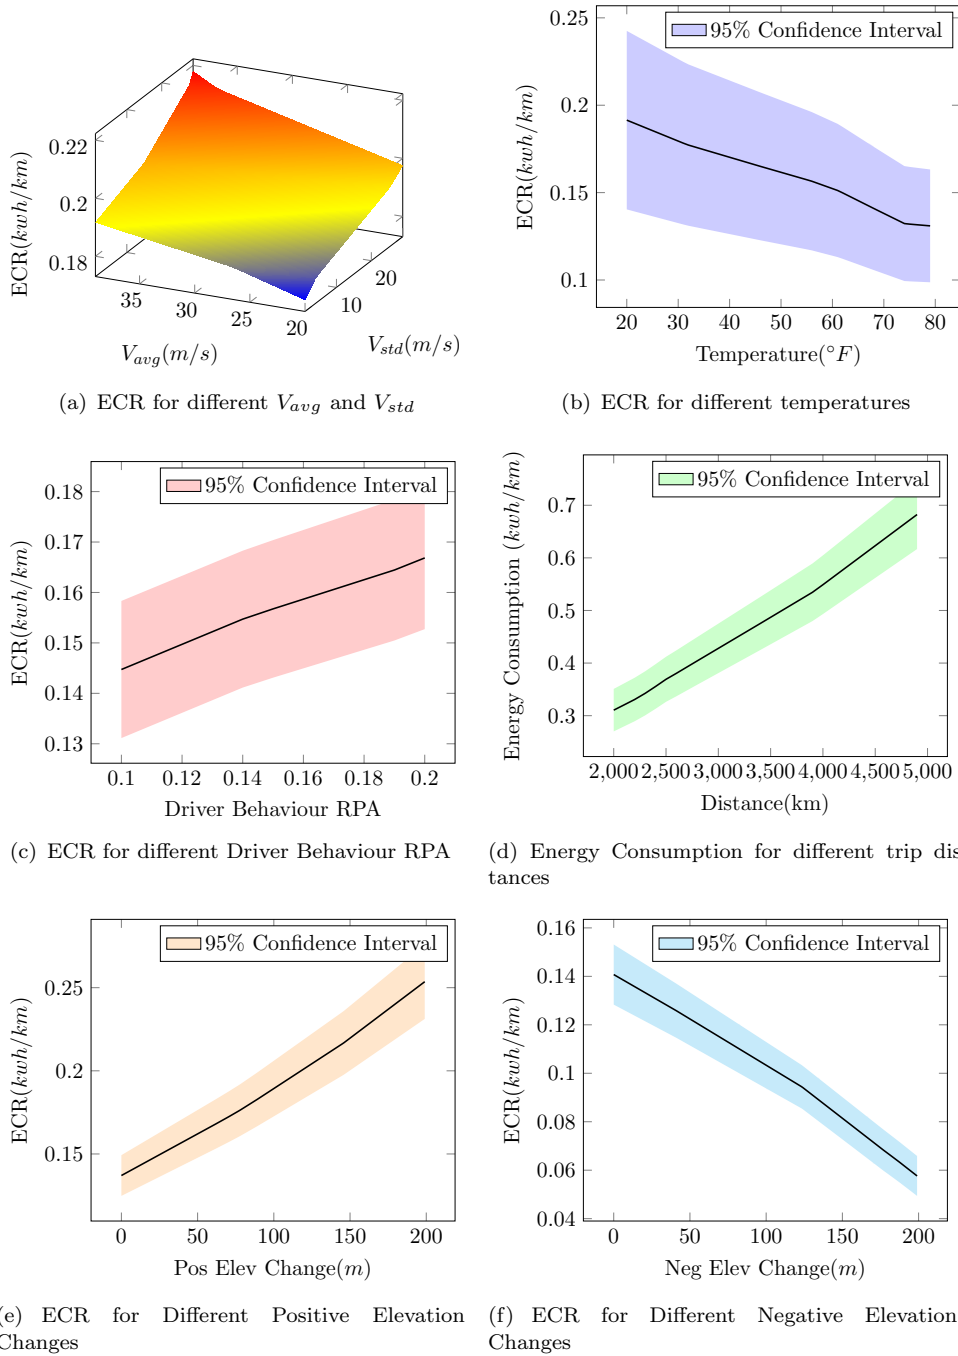 0.22
0.2
0.18
ECR(kwh/km)
35
30
25
20
10
20
V_avg(m/s)
V_std(m/s)
(a) ECR for different V_avg and V_std
95% Confidence Interval
0.25
0.2
0.15
0.1
ECR(kwh/km)
20 30 40 50 60 70 80
Temperature(°F)
(b) ECR for different temperatures
95% Confidence Interval
0.18
0.17
0.16
0.15
0.14
0.13
ECR(kwh/km)
0.1 0.12 0.14 0.16 0.18 0.2
Driver Behaviour RPA
(c) ECR for different Driver Behaviour RPA
95% Confidence Interval
0.7
0.6
0.5
0.4
0.3
Energy Consumption (kwh/km)
2,000 2,500 3,000 3,500 4,000 4,500 5,000
Distance(km)
(d) Energy Consumption for different trip dis
tances
95% Confidence Interval
0.25
0.2
0.15
ECR(kwh/km)
0 50 100 150 200
Pos Elev Change(m)
(e) ECR for Different Positive Elevation
Changes
95% Confidence Interval
0.16
0.14
0.12
0.1
0.08
0.06
0.04
ECR(kwh/km)
0 50 100 150 200
Neg Elev Change(m)
(f) ECR for Different Negative Elevation
Changes